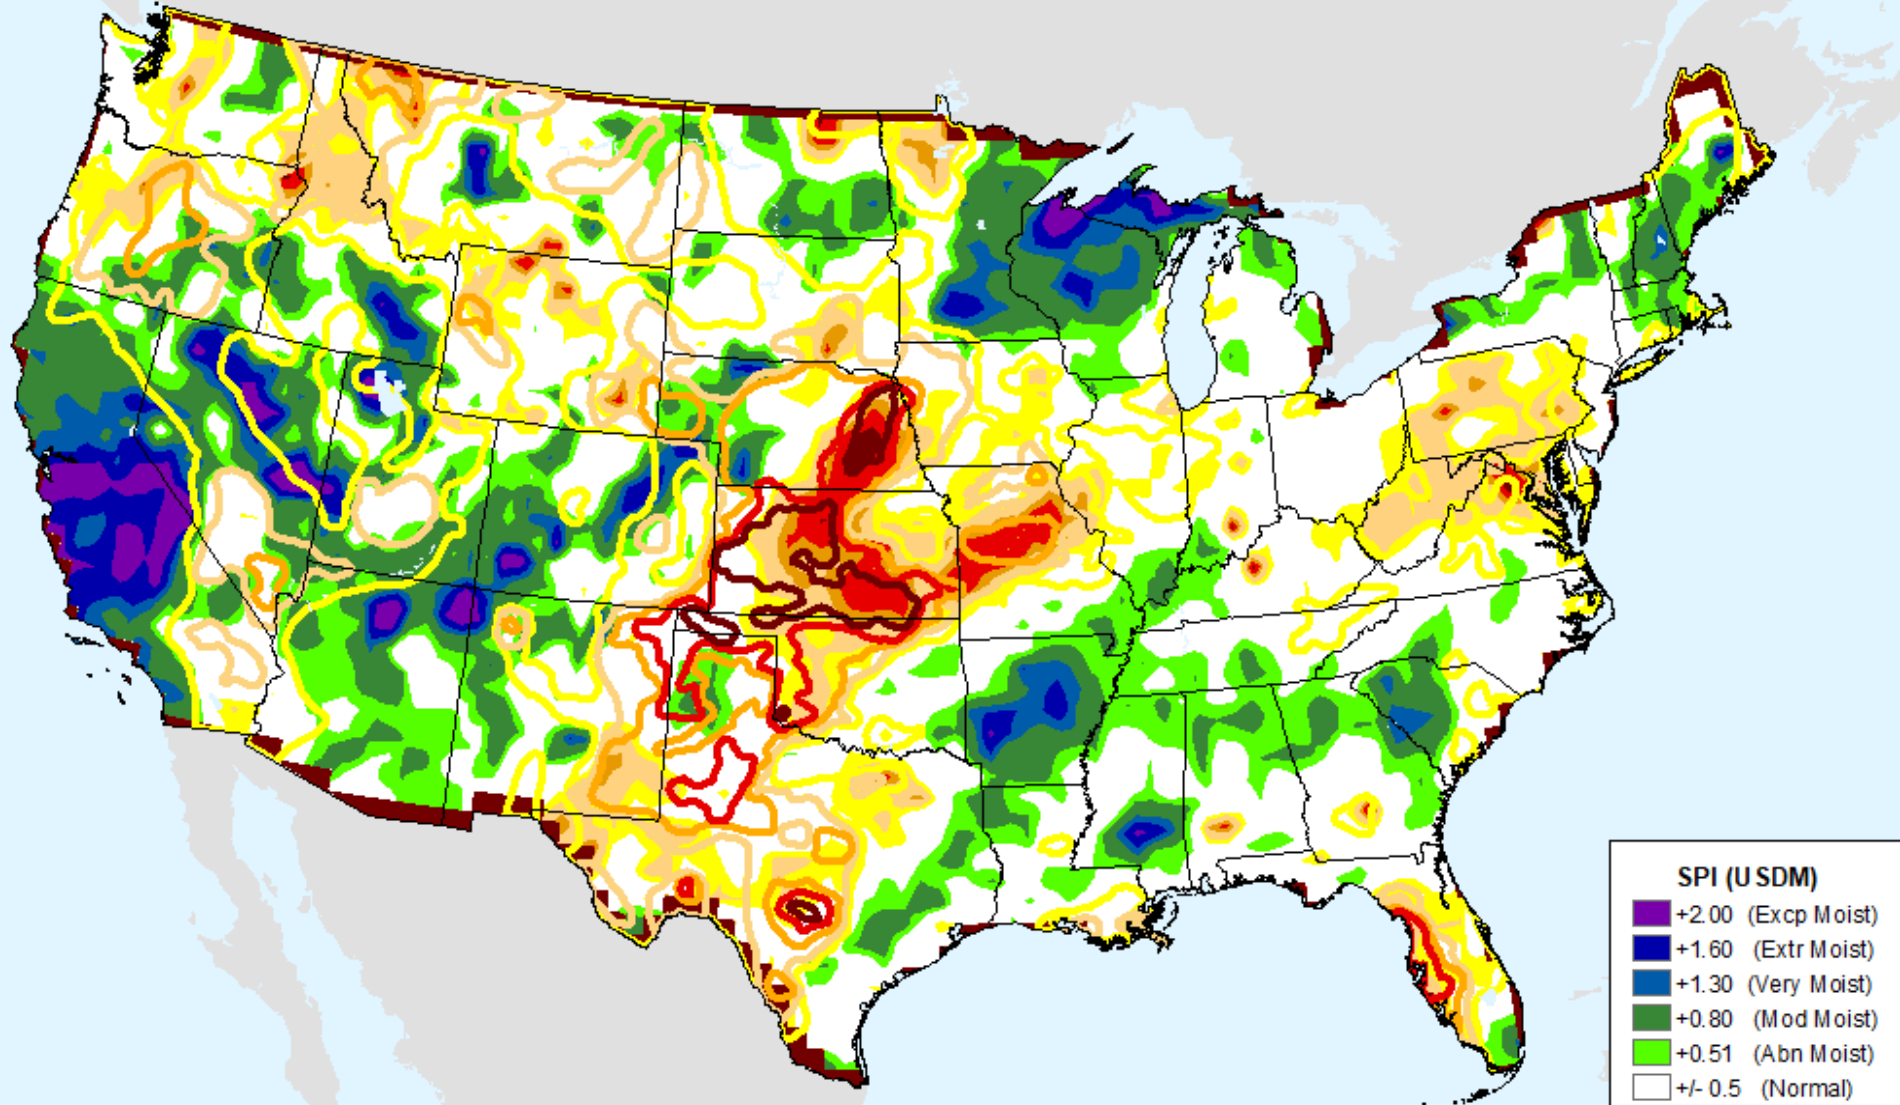 SPI (USDM)
+2.00 (Excp Moist)
+1.60 (Extr Moist)
+1.30 (Very Moist)
+0.80 (Mod Moist)
+0.51 (Abn Moist)
+/- 0.5 (Normal)